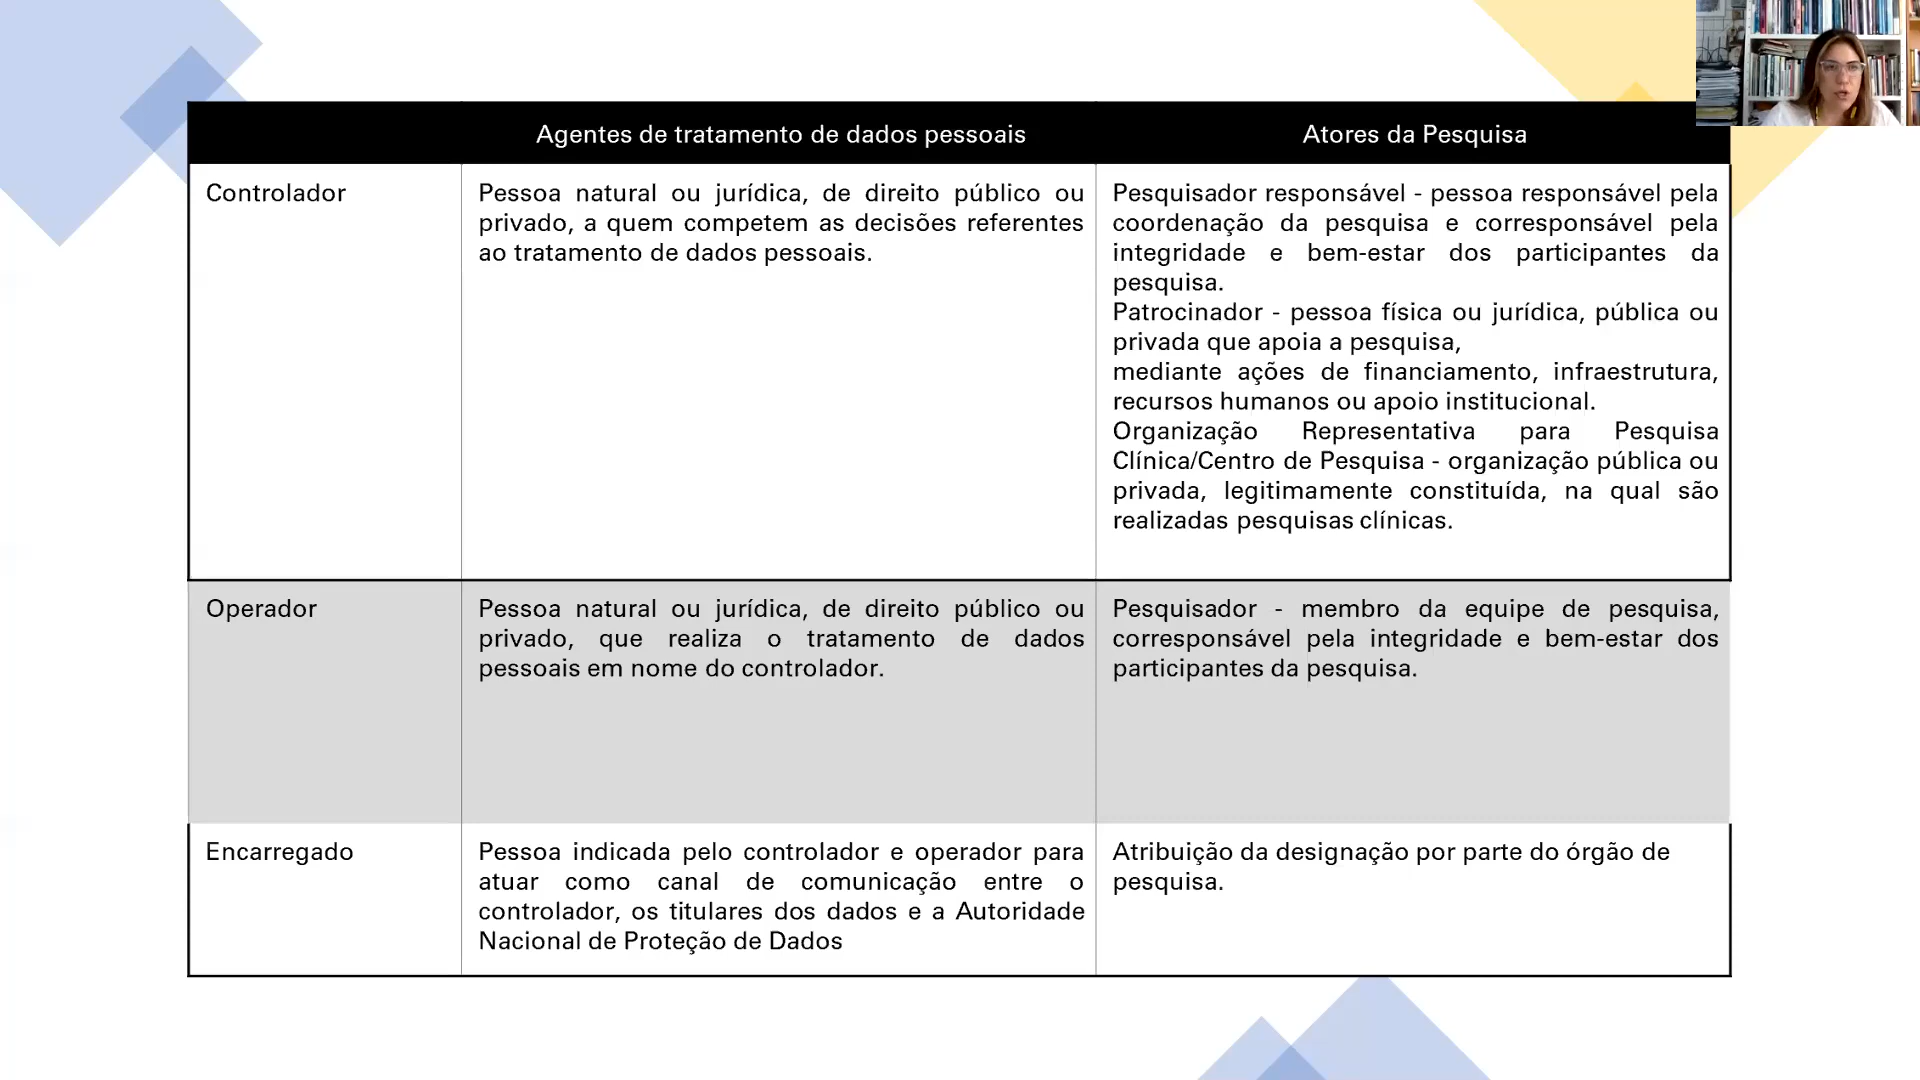 Agentes de tratamento de dados pessoais
Atores da Pesquisa
Controlador
Pessoa natural ou jurídica, de direito público ou
privado, a quem competem as decisões referentes
ao tratamento de dados pessoais.
Pesquisador responsável - pessoa responsável pela
coordenação da pesquisa e corresponsável pela
integridade e bem-estar dos participantes da
pesquisa.
Patrocinador - pessoa física ou jurídica, pública ou
privada que apoia a pesquisa,
mediante ações de financiamento, infraestrutura,
recursos humanos ou apoio institucional.
Organização Representativa para Pesquisa
Clínica/Centro de Pesquisa - organização pública ou
privada, legitimamente constituída, na qual são
realizadas pesquisas clínicas.
Operador
Pessoa natural ou jurídica, de direito público ou
privado, que realiza o tratamento de dados
pessoais em nome do controlador.
Pesquisador - membro da equipe de pesquisa,
corresponsável pela integridade e bem-estar dos
participantes da pesquisa.
Encarregado
Pessoa indicada pelo controlador e operador para
atuar como canal de comunicação entre o
controlador, os titulares dos dados e a Autoridade
Nacional de Proteção de Dados
Atribuição da designação por parte do órgão de
pesquisa.